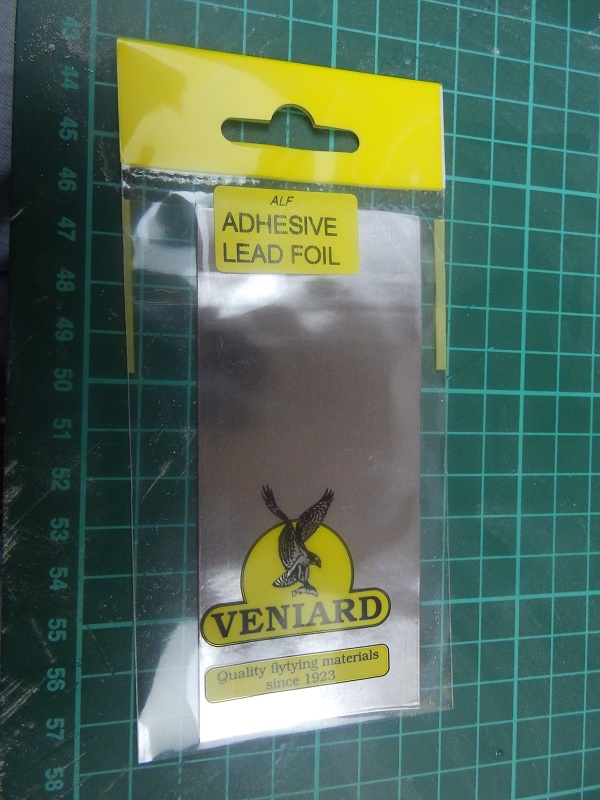 ALF
ADHESIVE
LEAD FOIL
VENIARD
Quality flytying materials
since 1923
43
44
45
46
47
48
49
50
51
52
53
54
55
56
57
58